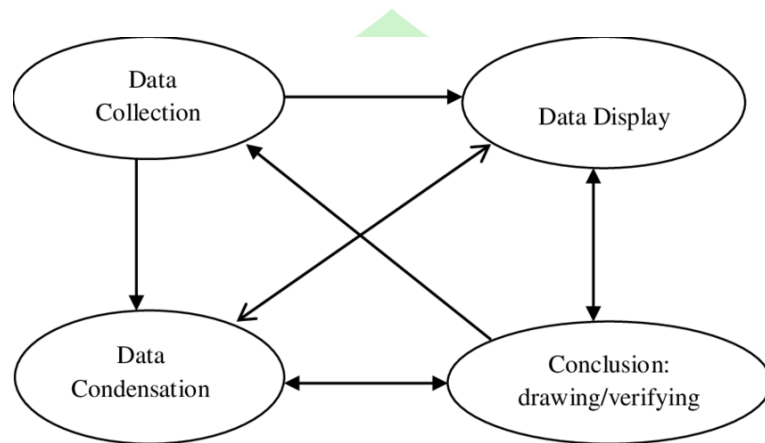 Data
Collection
Data Display
Data
Condensation
Conclusion:
drawing/verifying